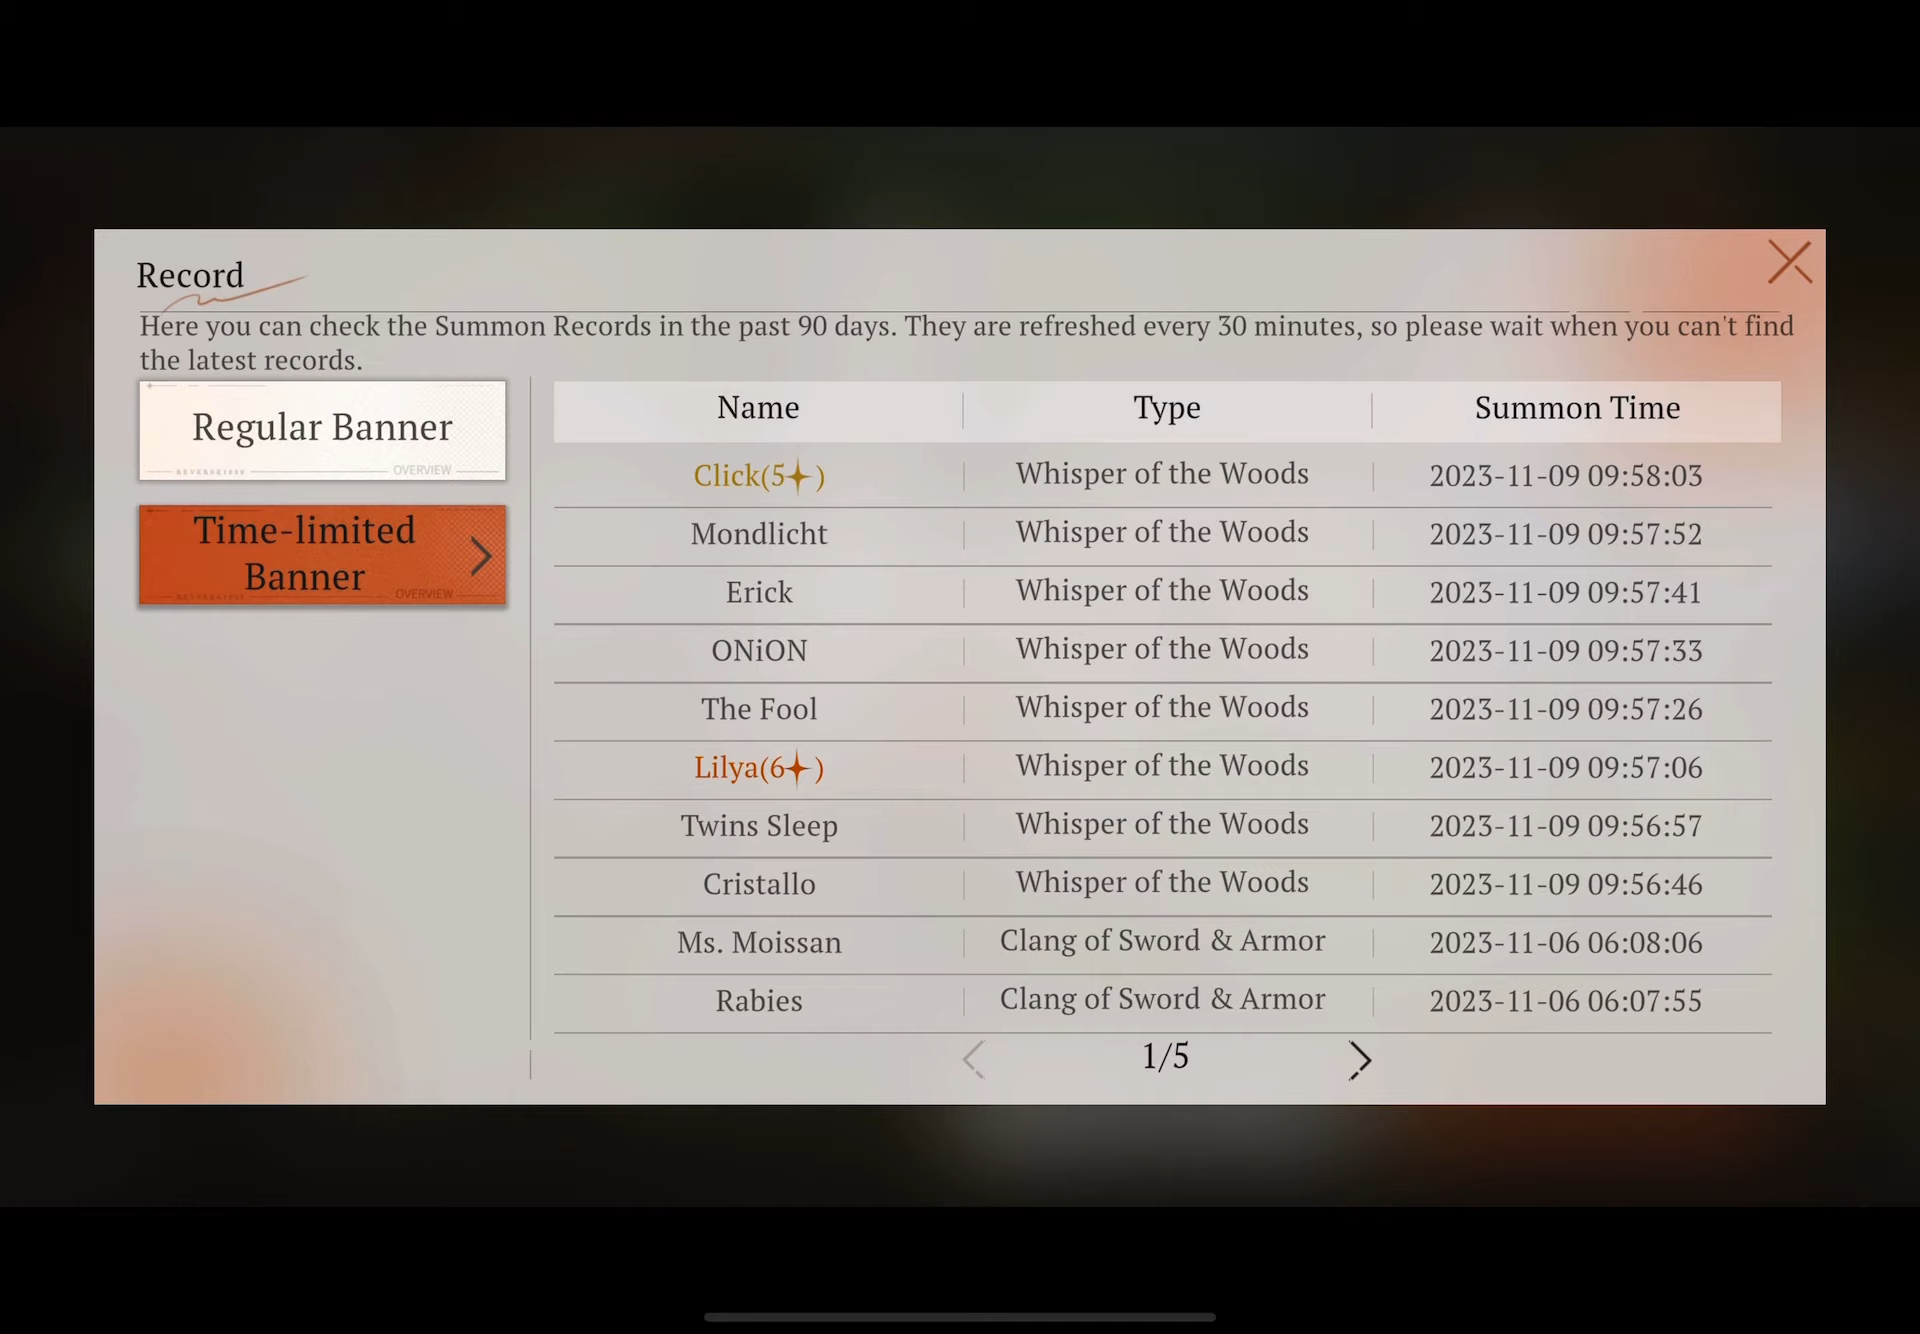 Record
Here you can check the Summon Records in the past 90 days. They are refreshed every 30 minutes, so please wait when you can't find
the latest records.
Regular Banner
REVERSE1999
OVERVIEW
Time-limited
Banner
REVERSE1999
OVERVIEW
Name Type Summon Time
Click(5✦) Whisper of the Woods 2023-11-09 09:58:03
Mondlicht Whisper of the Woods 2023-11-09 09:57:52
Erick Whisper of the Woods 2023-11-09 09:57:41
ONiON Whisper of the Woods 2023-11-09 09:57:33
The Fool Whisper of the Woods 2023-11-09 09:57:26
Lilya(6✦) Whisper of the Woods 2023-11-09 09:57:06
Twins Sleep Whisper of the Woods 2023-11-09 09:56:57
Cristallo Whisper of the Woods 2023-11-09 09:56:46
Ms. Moissan Clang of Sword & Armor 2023-11-06 06:08:06
Rabies Clang of Sword & Armor 2023-11-06 06:07:55
1/5